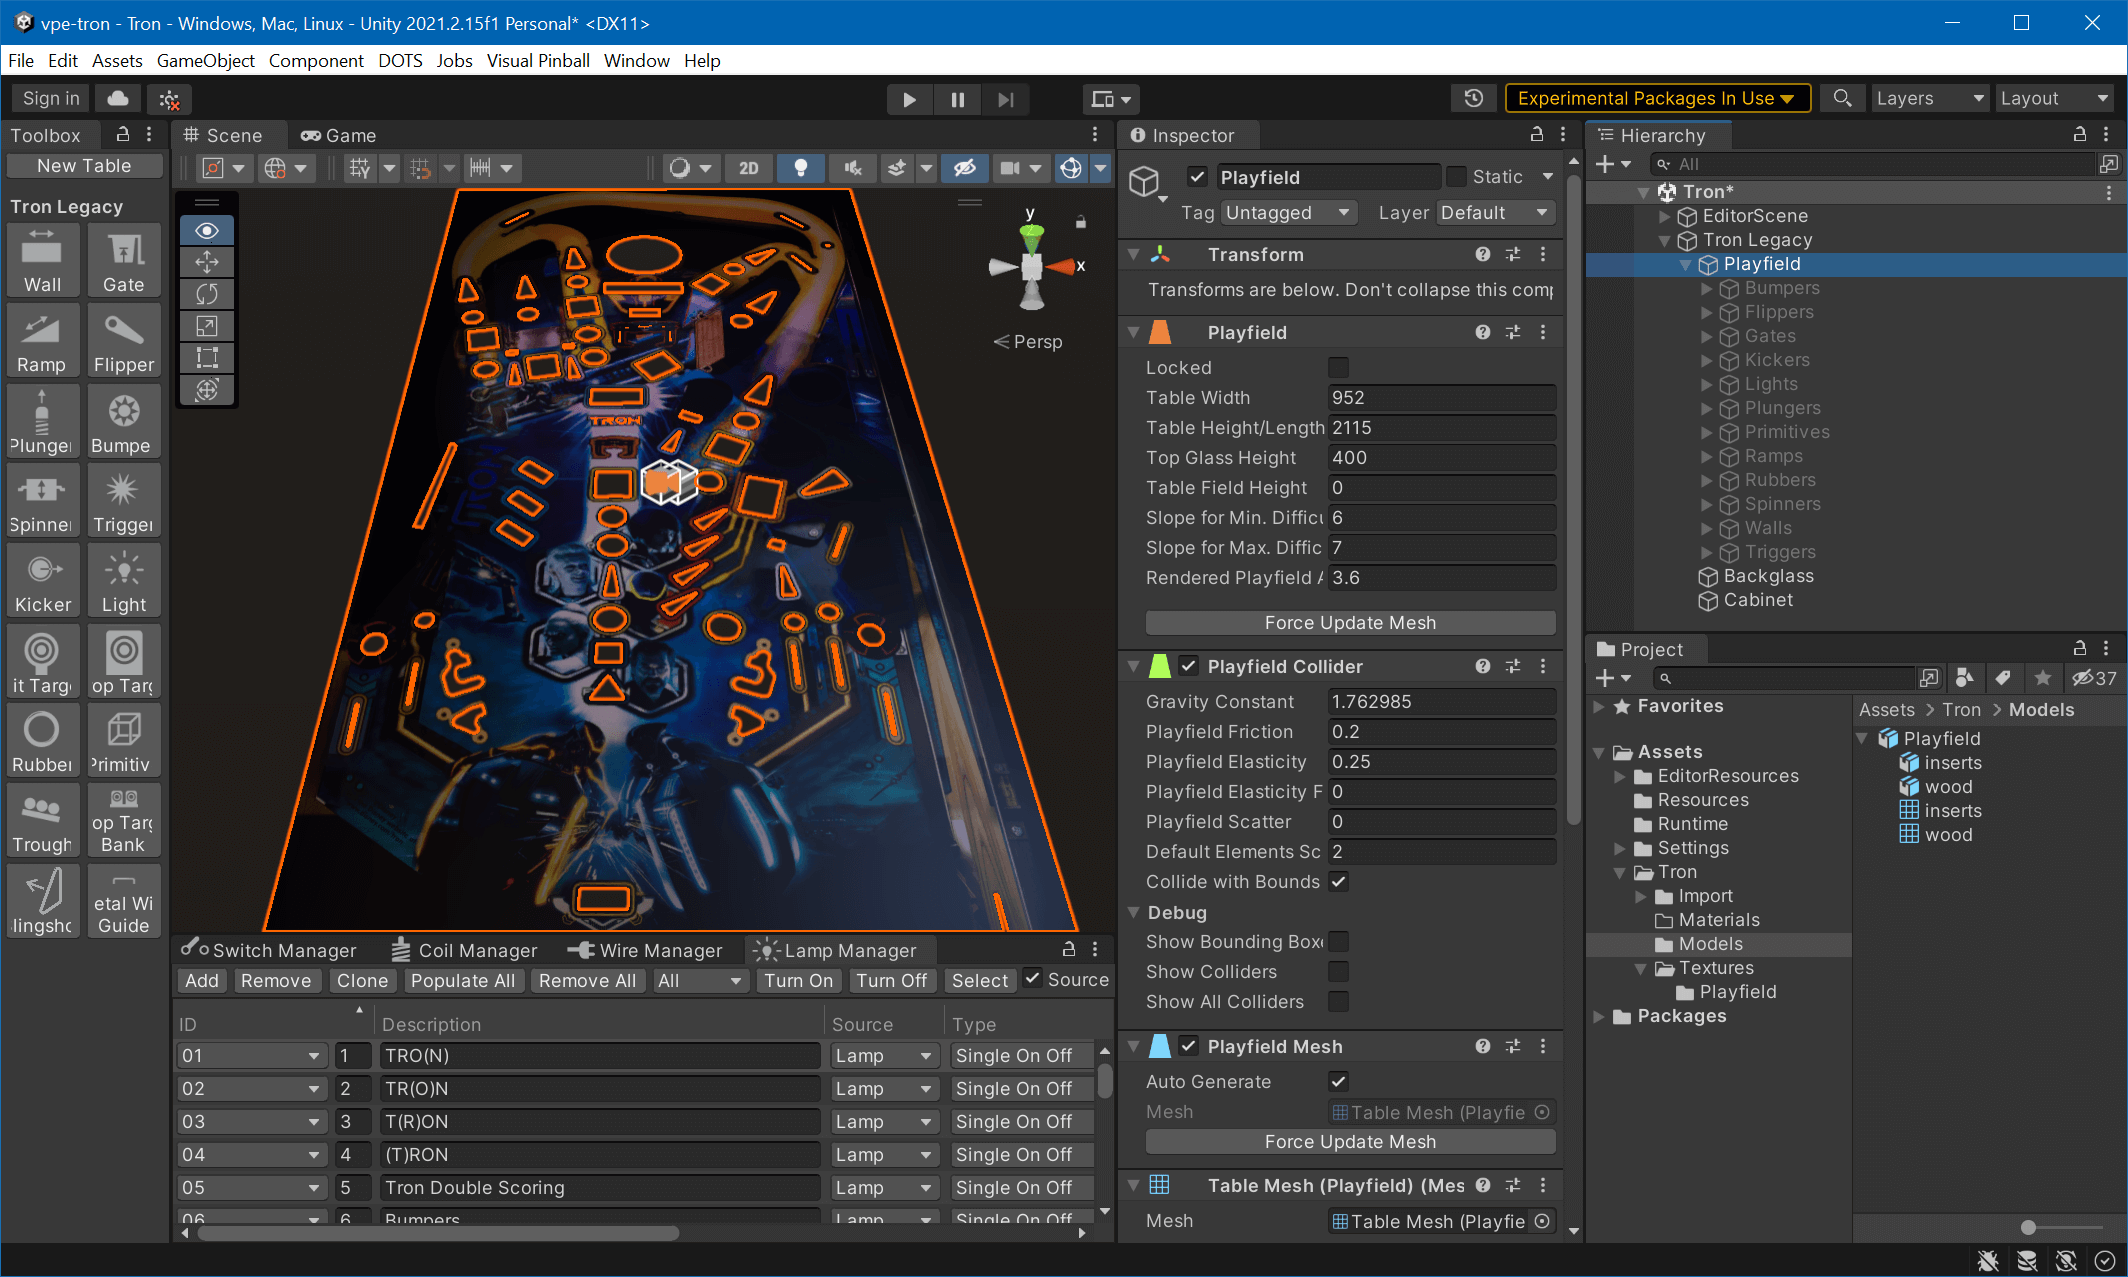 vpe-tron - Tron - Windows, Mac, Linux - Unity 2021.2.15f1 Personal* <DX11>
File Edit Assets GameObject Component DOTS Jobs Visual Pinball Window Help
Sign in
Experimental Packages In Use
Layers
Layout
Toolbox
New Table
Tron Legacy
Wall
Gate
Ramp
Flipper
Plunger
Bumpe
Spinner
Trigger
Kicker
Light
it Targ
op Targ
Rubber
Primitiv
Trough
op Targ
Bank
lingsho
etal Wi
Guide
Scene
Game
2D
y
x
Persp
TRON
Switch Manager
Coil Manager
Wire Manager
Lamp Manager
Add
Remove
Clone
Populate All
Remove All
All
Turn On
Turn Off
Select
Source
ID Description Source Type
01 1 TRO(N) Lamp Single On Off
02 2 TR(O)N Lamp Single On Off
03 3 T(R)ON Lamp Single On Off
04 4 (T)RON Lamp Single On Off
05 5 Tron Double Scoring Lamp Single On Off
06 6 Bumpers Lamp Single On Off
Inspector
Playfield
Static
Tag Untagged Layer Default
Transform
Transforms are below. Don't collapse this comp
Playfield
Locked
Table Width 952
Table Height/Length 2115
Top Glass Height 400
Table Field Height 0
Slope for Min. Difficu 6
Slope for Max. Diffic 7
Rendered Playfield A 3.6
Force Update Mesh
Playfield Collider
Gravity Constant 1.762985
Playfield Friction 0.2
Playfield Elasticity 0.25
Playfield Elasticity F 0
Playfield Scatter 0
Default Elements Sc 2
Collide with Bounds
Debug
Show Bounding Boxe
Show Colliders
Show All Colliders
Playfield Mesh
Auto Generate
Mesh Table Mesh (Playfie
Force Update Mesh
Table Mesh (Playfield) (Mes
Mesh Table Mesh (Playfie
Hierarchy
All
Tron*
EditorScene
Tron Legacy
Playfield
Bumpers
Flippers
Gates
Kickers
Lights
Plungers
Primitives
Ramps
Rubbers
Spinners
Walls
Triggers
Backglass
Cabinet
Project
37
Favorites
Assets
EditorResources
Resources
Runtime
Settings
Tron
Import
Materials
Models
Textures
Playfield
Packages
Assets > Tron > Models
Playfield
inserts
wood
inserts
wood